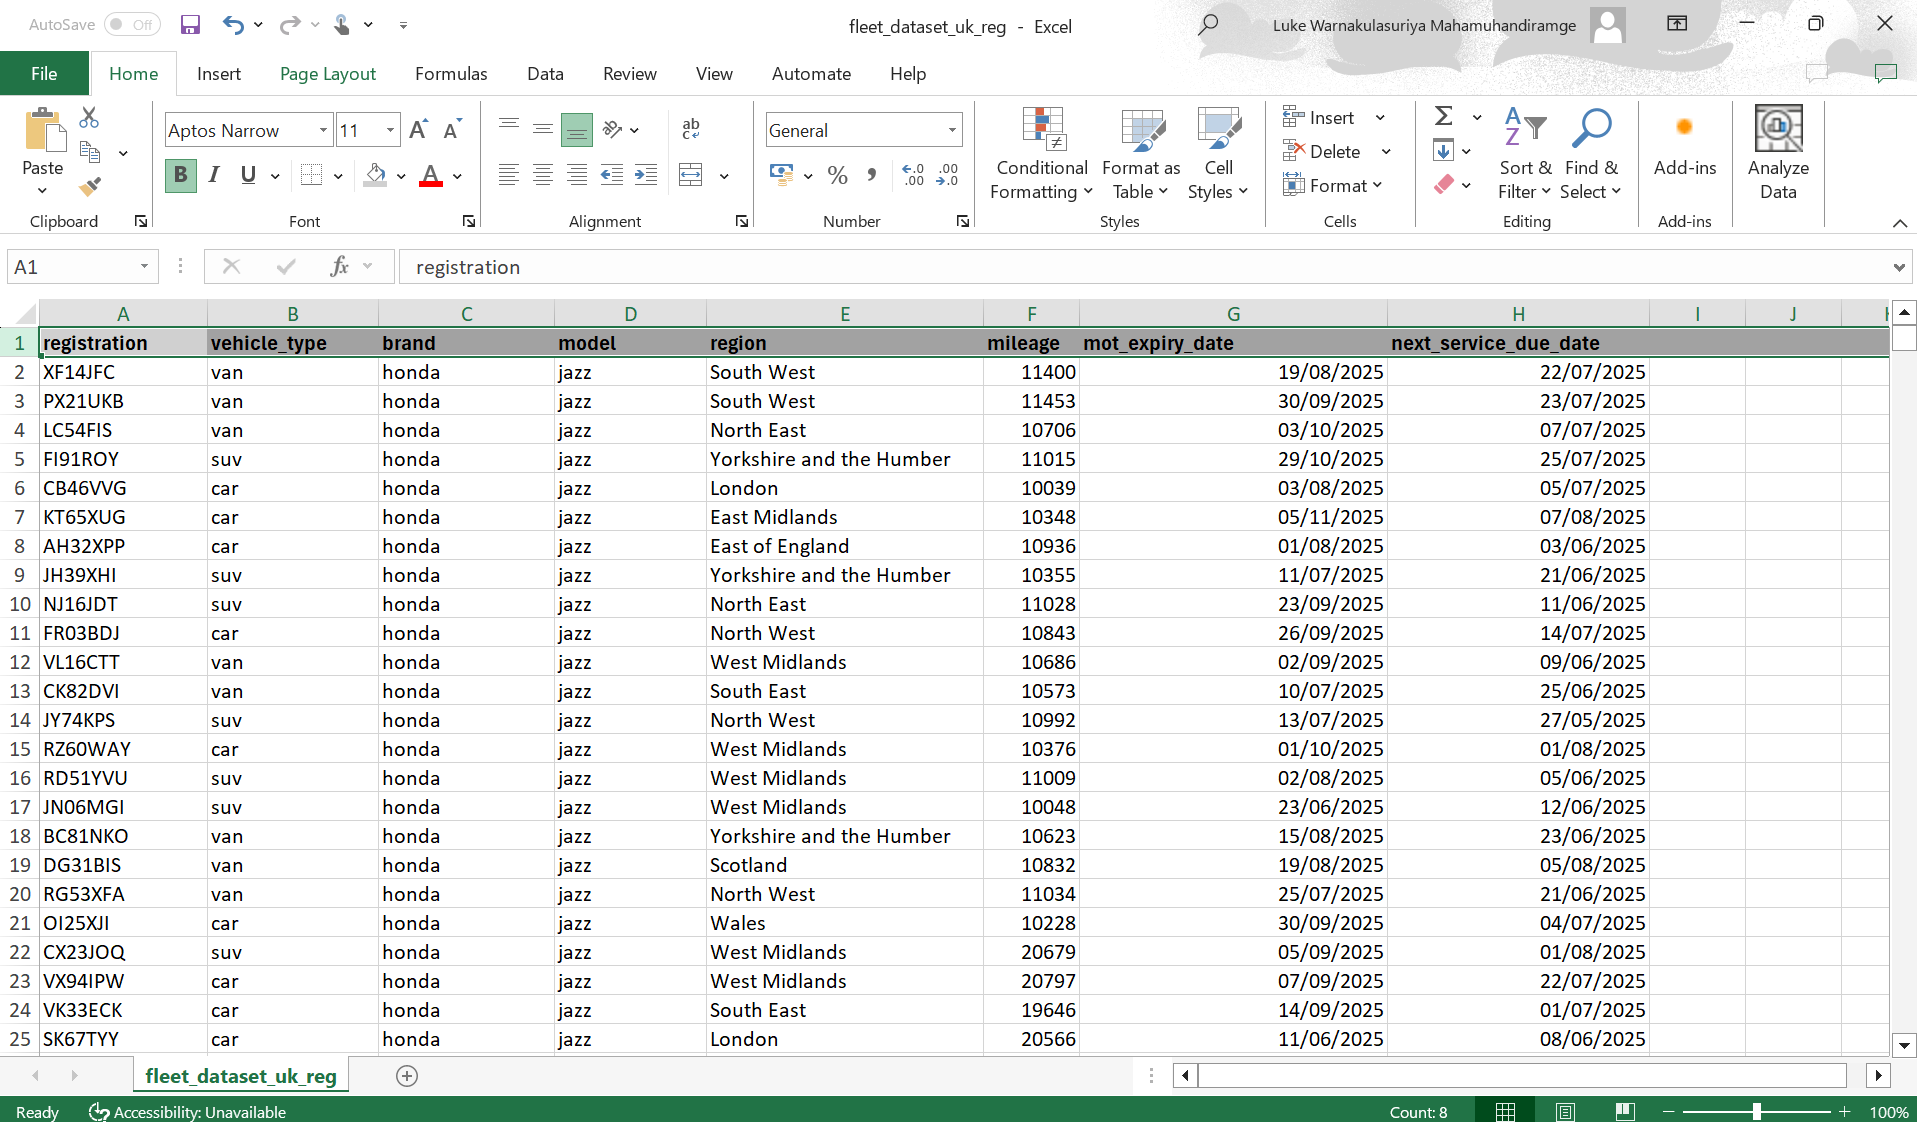 AutoSave Off fleet_dataset_uk_reg - Excel Luke Warnakulasuriya Mahamuhandiramge
File Home Insert Page Layout Formulas Data Review View Automate Help
Paste Aptos Narrow 11 General Conditional Formatting Format as Table Cell Styles Insert Delete Format Sort & Filter Find & Select Add-ins Analyze Data
Clipboard Font Alignment Number Styles Cells Editing Add-ins
A1 fx registration
A B C D E F G H I J
1 registration vehicle_type brand model region mileage mot_expiry_date next_service_due_date
2 XF14JFC van honda jazz South West 11400 19/08/2025 22/07/2025
3 PX21UKB van honda jazz South West 11453 30/09/2025 23/07/2025
4 LC54FIS van honda jazz North East 10706 03/10/2025 07/07/2025
5 FI91ROY suv honda jazz Yorkshire and the Humber 11015 29/10/2025 25/07/2025
6 CB46VVG car honda jazz London 10039 03/08/2025 05/07/2025
7 KT65XUG car honda jazz East Midlands 10348 05/11/2025 07/08/2025
8 AH32XPP car honda jazz East of England 10936 01/08/2025 03/06/2025
9 JH39XHI suv honda jazz Yorkshire and the Humber 10355 11/07/2025 21/06/2025
10 NJ16JDT suv honda jazz North East 11028 23/09/2025 11/06/2025
11 FR03BDJ car honda jazz North West 10843 26/09/2025 14/07/2025
12 VL16CTT van honda jazz West Midlands 10686 02/09/2025 09/06/2025
13 CK82DVI van honda jazz South East 10573 10/07/2025 25/06/2025
14 JY74KPS suv honda jazz North West 10992 13/07/2025 27/05/2025
15 RZ60WAY car honda jazz West Midlands 10376 01/10/2025 01/08/2025
16 RD51YVU suv honda jazz West Midlands 11009 02/08/2025 05/06/2025
17 JN06MGI suv honda jazz West Midlands 10048 23/06/2025 12/06/2025
18 BC81NKO van honda jazz Yorkshire and the Humber 10623 15/08/2025 23/06/2025
19 DG31BIS van honda jazz Scotland 10832 19/08/2025 05/08/2025
20 RG53XFA van honda jazz North West 11034 25/07/2025 21/06/2025
21 OI25XJI car honda jazz Wales 10228 30/09/2025 04/07/2025
22 CX23JOQ suv honda jazz West Midlands 20679 05/09/2025 01/08/2025
23 VX94IPW car honda jazz West Midlands 20797 07/09/2025 22/07/2025
24 VK33ECK car honda jazz South East 19646 14/09/2025 01/07/2025
25 SK67TYY car honda jazz London 20566 11/06/2025 08/06/2025
fleet_dataset_uk_reg
Ready Accessibility: Unavailable Count: 8 100%